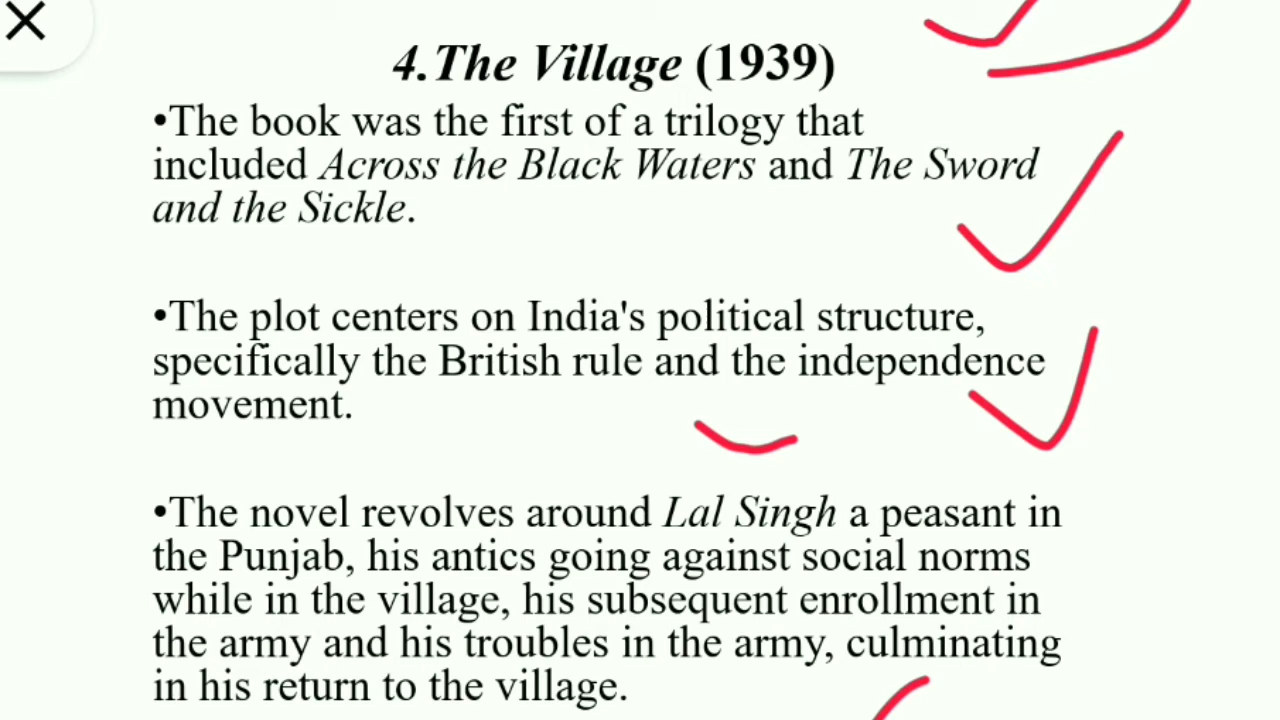 4. The Village (1939)
•The book was the first of a trilogy that
included Across the Black Waters and The Sword
and the Sickle.
•The plot centers on India's political structure,
specifically the British rule and the independence
movement.
•The novel revolves around Lal Singh a peasant in
the Punjab, his antics going against social norms
while in the village, his subsequent enrollment in
the army and his troubles in the army, culminating
in his return to the village.